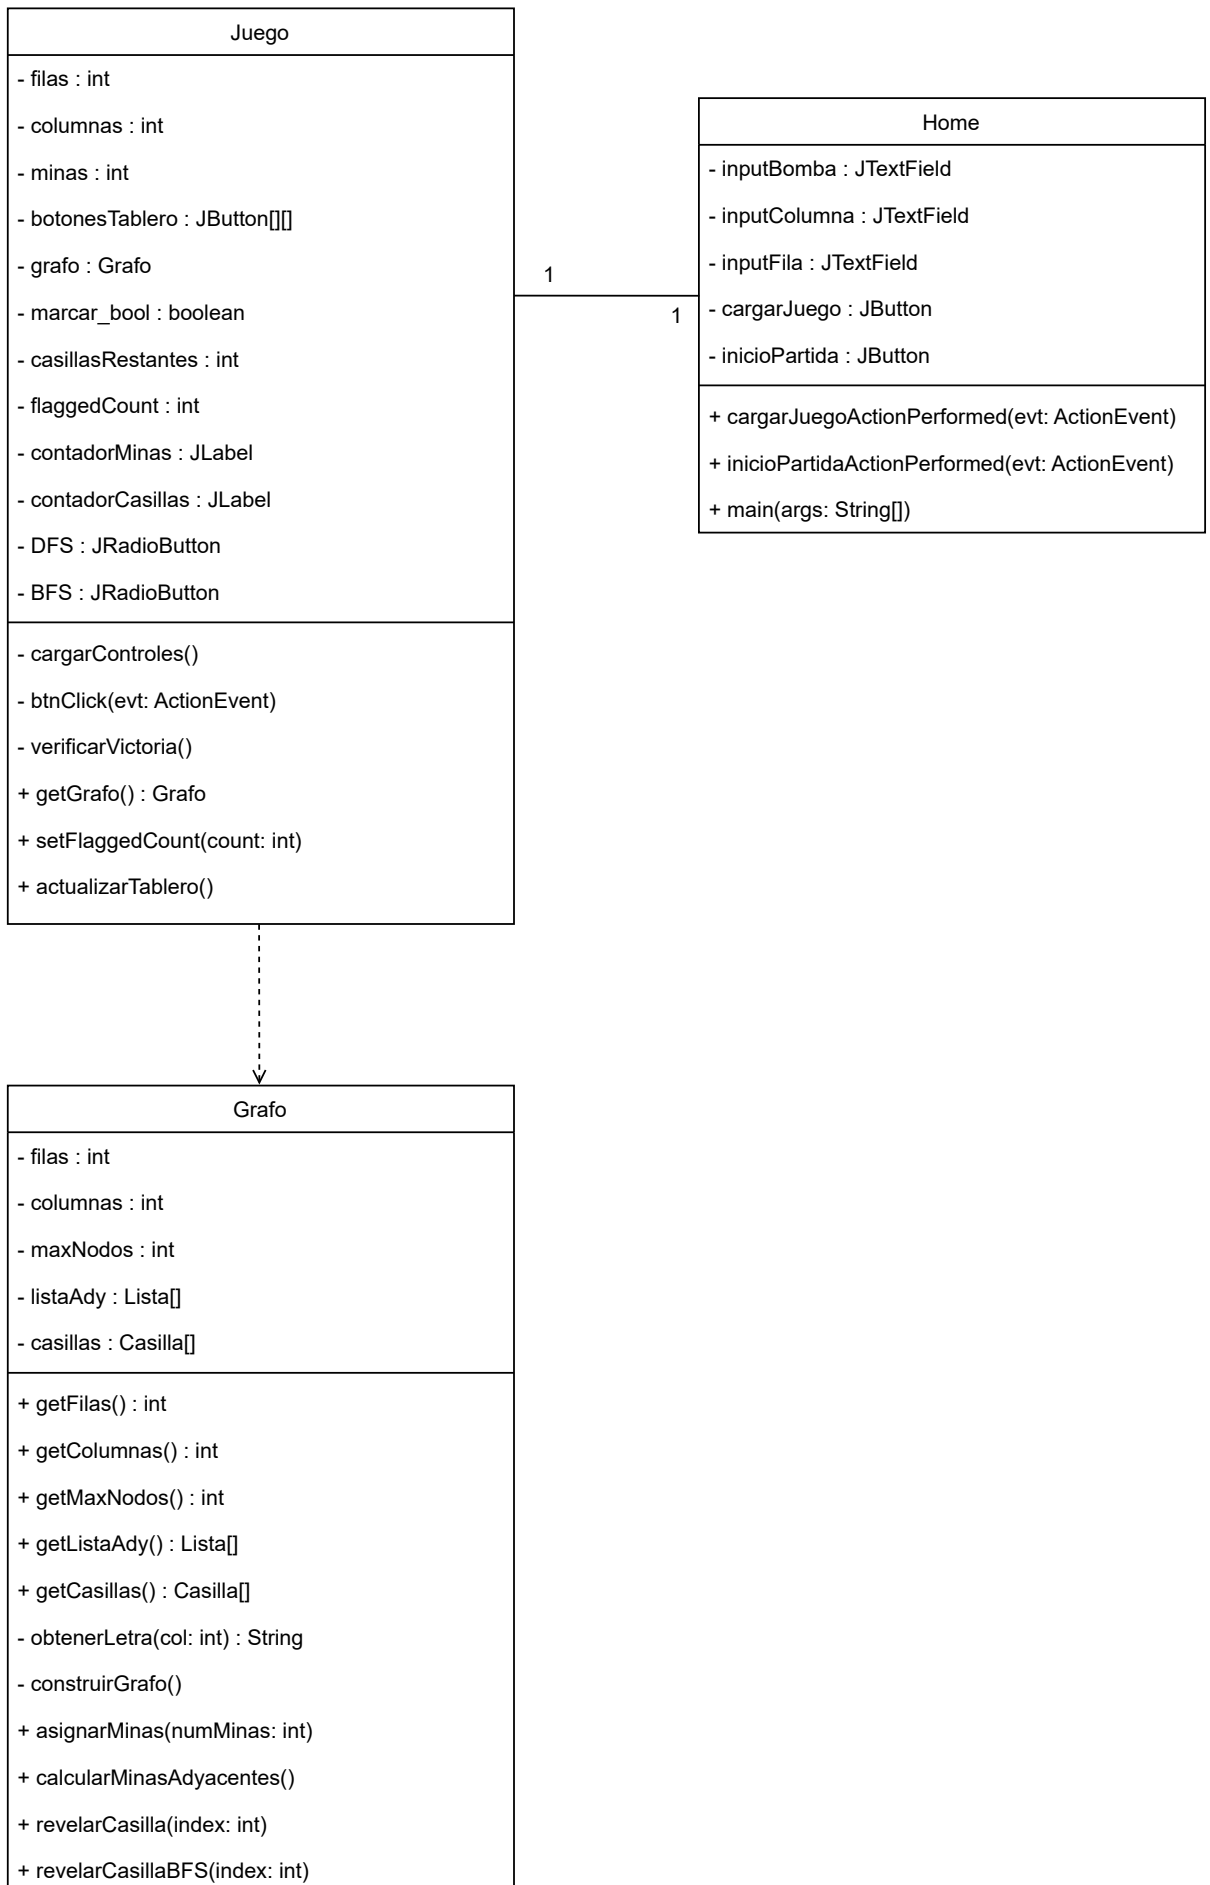 Juego
- filas : int
- columnas : int
- minas : int
- botonesTablero : JButton[][]
- grafo : Grafo
- marcar_bool : boolean
- casillasRestantes : int
- flaggedCount : int
- contadorMinas : JLabel
- contadorCasillas : JLabel
- DFS : JRadioButton
- BFS : JRadioButton
- cargarControles()
- btnClick(evt: ActionEvent)
- verificarVictoria()
+ getGrafo() : Grafo
+ setFlaggedCount(count: int)
+ actualizarTablero()
1
1
Home
- inputBomba : JTextField
- inputColumna : JTextField
- inputFila : JTextField
- cargarJuego : JButton
- inicioPartida : JButton
+ cargarJuegoActionPerformed(evt: ActionEvent)
+ inicioPartidaActionPerformed(evt: ActionEvent)
+ main(args: String[])
Grafo
- filas : int
- columnas : int
- maxNodos : int
- listaAdy : Lista[]
- casillas : Casilla[]
+ getFilas() : int
+ getColumnas() : int
+ getMaxNodos() : int
+ getListaAdy() : Lista[]
+ getCasillas() : Casilla[]
- obtenerLetra(col: int) : String
- construirGrafo()
+ asignarMinas(numMinas: int)
+ calcularMinasAdyacentes()
+ revelarCasilla(index: int)
+ revelarCasillaBFS(index: int)